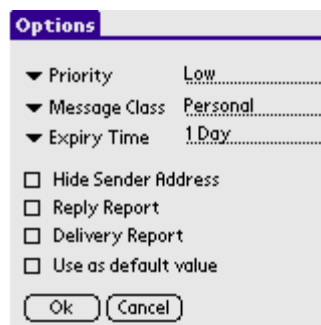 Options
Priority Low
Message Class Personal
Expiry Time 1 Day
Hide Sender Address
Reply Report
Delivery Report
Use as default value
Ok Cancel